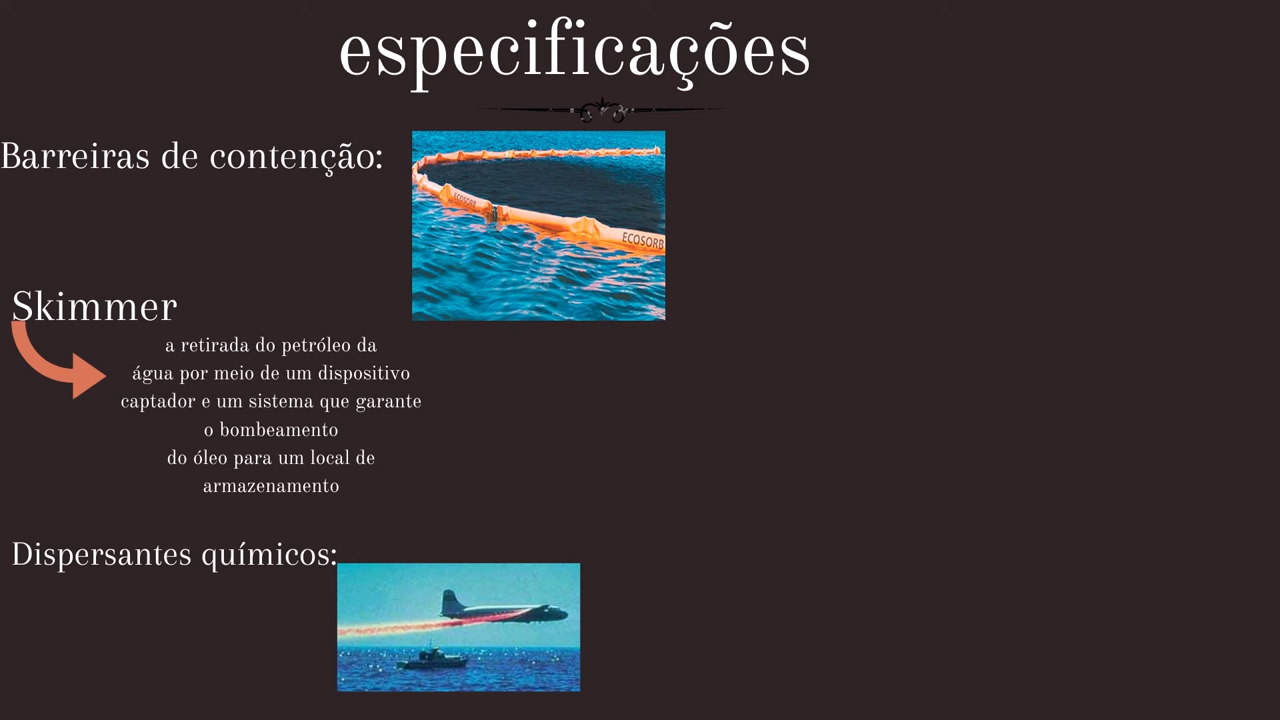 especificações
Barreiras de contenção:
ECOSORB
ECOSORB
Skimmer
a retirada do petróleo da
água por meio de um dispositivo
captador e um sistema que garante
o bombeamento
do óleo para um local de
armazenamento
Dispersantes químicos: